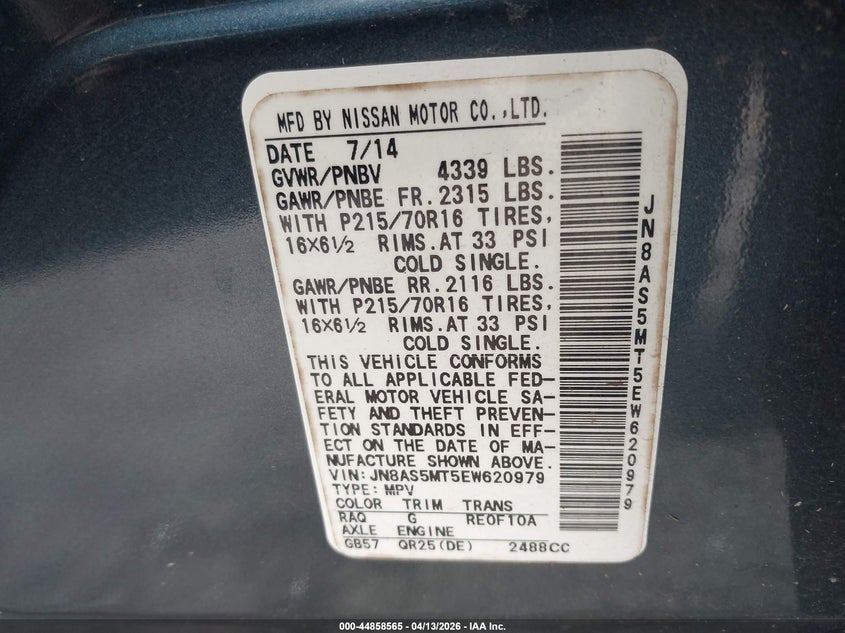 MFD BY NISSAN MOTOR CO.,LTD.
DATE 7/14
GVWR/PNBV 4339 LBS.
GAWR/PNBE FR. 2315 LBS.
WITH P215/70R16 TIRES,
16X6½ RIMS. AT 33 PSI
COLD SINGLE.
GAWR/PNBE RR. 2116 LBS.
WITH P215/70R16 TIRES,
16X6½ RIMS. AT 33 PSI
COLD SINGLE.
THIS VEHICLE CONFORMS
TO ALL APPLICABLE FED-
ERAL MOTOR VEHICLE SA-
FETY AND THEFT PREVEN-
TION STANDARDS IN EFF-
ECT ON THE DATE OF MA-
NUFACTURE SHOWN ABOVE.
VIN: JN8AS5MT5EW620979
TYPE: MPV
COLOR TRIM TRANS
RAQ G RE0F10A
AXLE ENGINE
GB57 QR25(DE) 2488CC
JN8AS5MT5EW620979
000-44858565 - 04/13/2026 - IAA Inc.